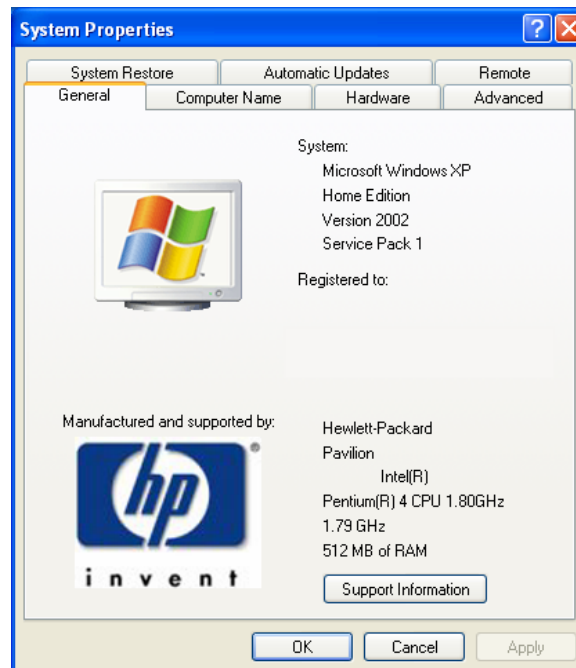 System Properties
System Restore Automatic Updates Remote
General Computer Name Hardware Advanced
System:
Microsoft Windows XP
Home Edition
Version 2002
Service Pack 1
Registered to:
Manufactured and supported by:
hp
®
invent
Hewlett-Packard
Pavilion
Intel(R)
Pentium(R) 4 CPU 1.80GHz
1.79 GHz
512 MB of RAM
Support Information
OK Cancel Apply